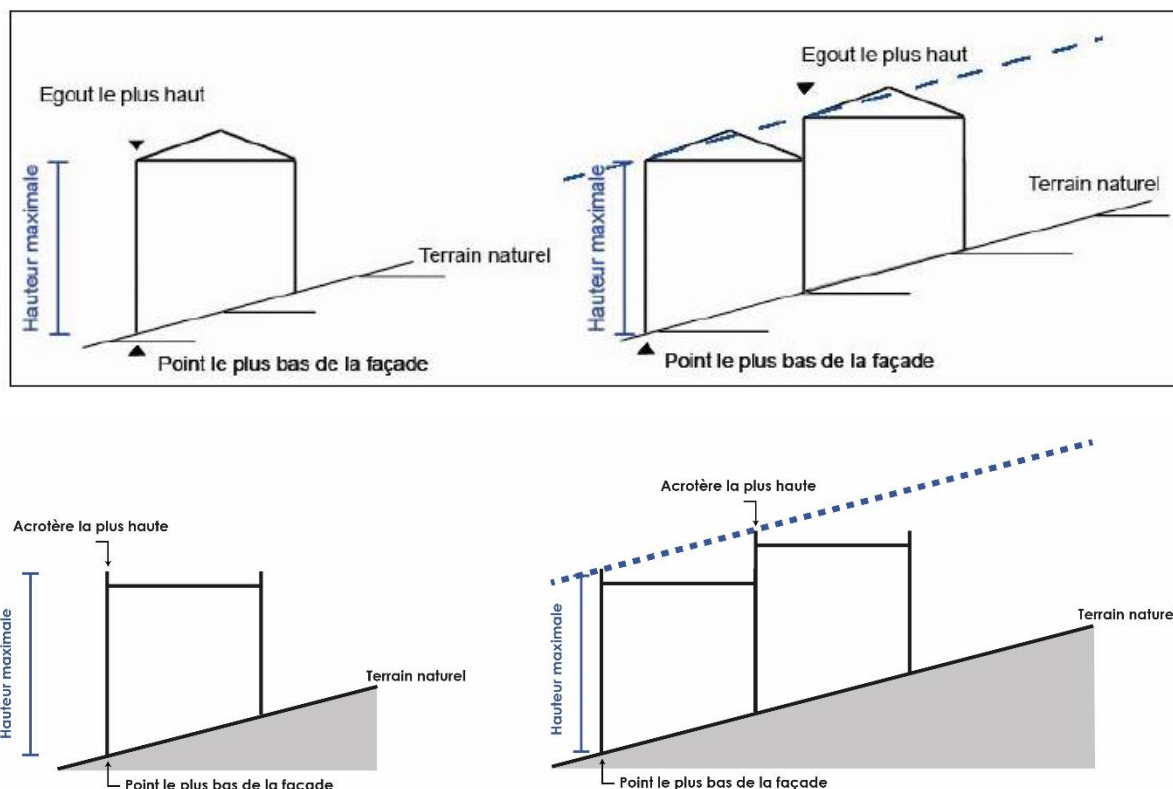 Egout le plus haut
Hauteur maximale
Terrain naturel
Point le plus bas de la façade
Egout le plus haut
Hauteur maximale
Terrain naturel
Point le plus bas de la façade
Acrotère la plus haute
Hauteur maximale
Terrain naturel
Point le plus bas de la façade
Acrotère la plus haute
Hauteur maximale
Terrain nature
Point le plus bas de la façade